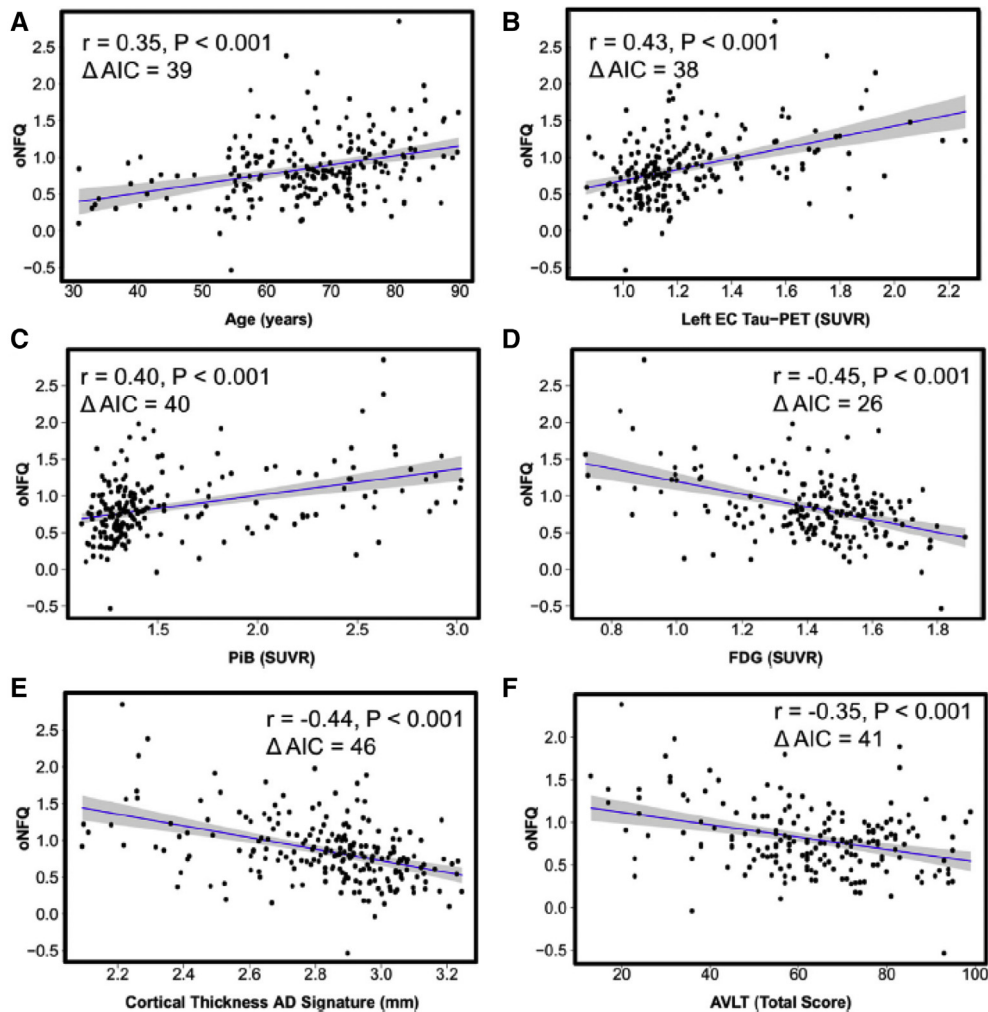 A
r = 0.35, P < 0.001
Δ AIC = 39
oNFQ
2.5
2.0
1.5
1.0
0.5
0.0
−0.5
30 40 50 60 70 80 90
Age (years)
B
r = 0.43, P < 0.001
Δ AIC = 38
oNFQ
2.5
2.0
1.5
1.0
0.5
0.0
−0.5
1.0 1.2 1.4 1.6 1.8 2.0 2.2
Left EC Tau−PET (SUVR)
C
r = 0.40, P < 0.001
Δ AIC = 40
oNFQ
2.5
2.0
1.5
1.0
0.5
0.0
−0.5
1.5 2.0 2.5 3.0
PiB (SUVR)
D
r = -0.45, P < 0.001
Δ AIC = 26
oNFQ
2.5
2.0
1.5
1.0
0.5
0.0
−0.5
0.8 1.0 1.2 1.4 1.6 1.8
FDG (SUVR)
E
r = -0.44, P < 0.001
Δ AIC = 46
oNFQ
2.5
2.0
1.5
1.0
0.5
0.0
−0.5
2.2 2.4 2.6 2.8 3.0 3.2
Cortical Thickness AD Signature (mm)
F
r = -0.35, P < 0.001
Δ AIC = 41
oNFQ
2.5
2.0
1.5
1.0
0.5
0.0
−0.5
20 40 60 80 100
AVLT (Total Score)